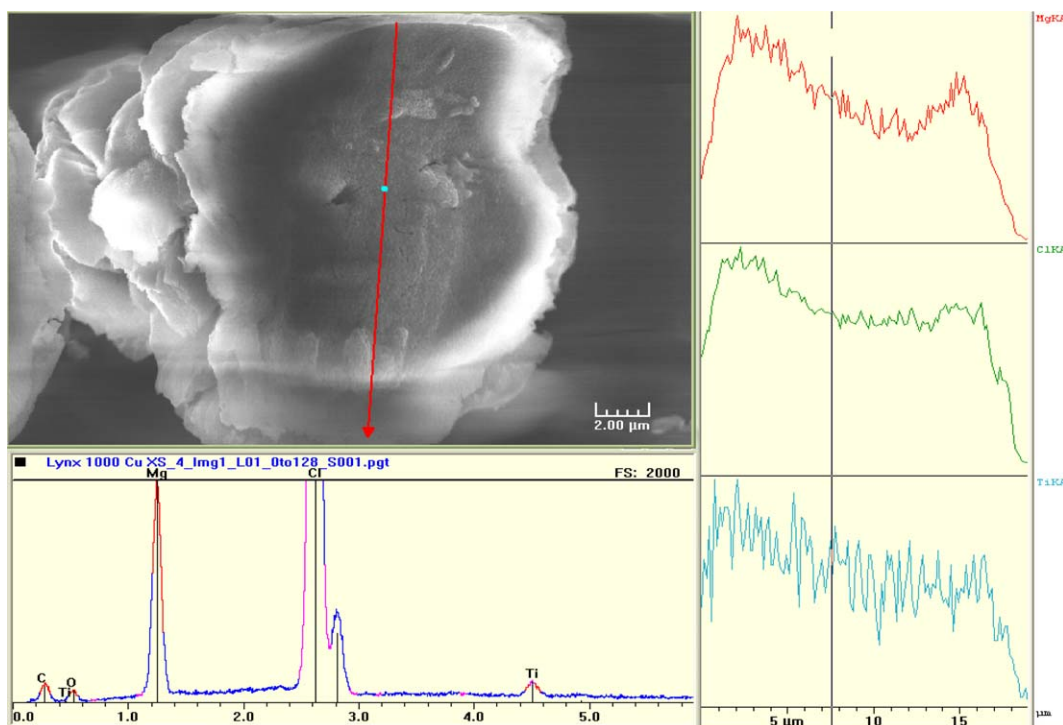 2.00 µm
MgKA
ClKA
TiKA
5 µm
10
15
µm
Lynx 1000 Cu XS_4_Img1_L01_0to128_S001.pgt
FS: 2000
Mg
Cl
C
Ti
O
Ti
0.0
1.0
2.0
3.0
4.0
5.0